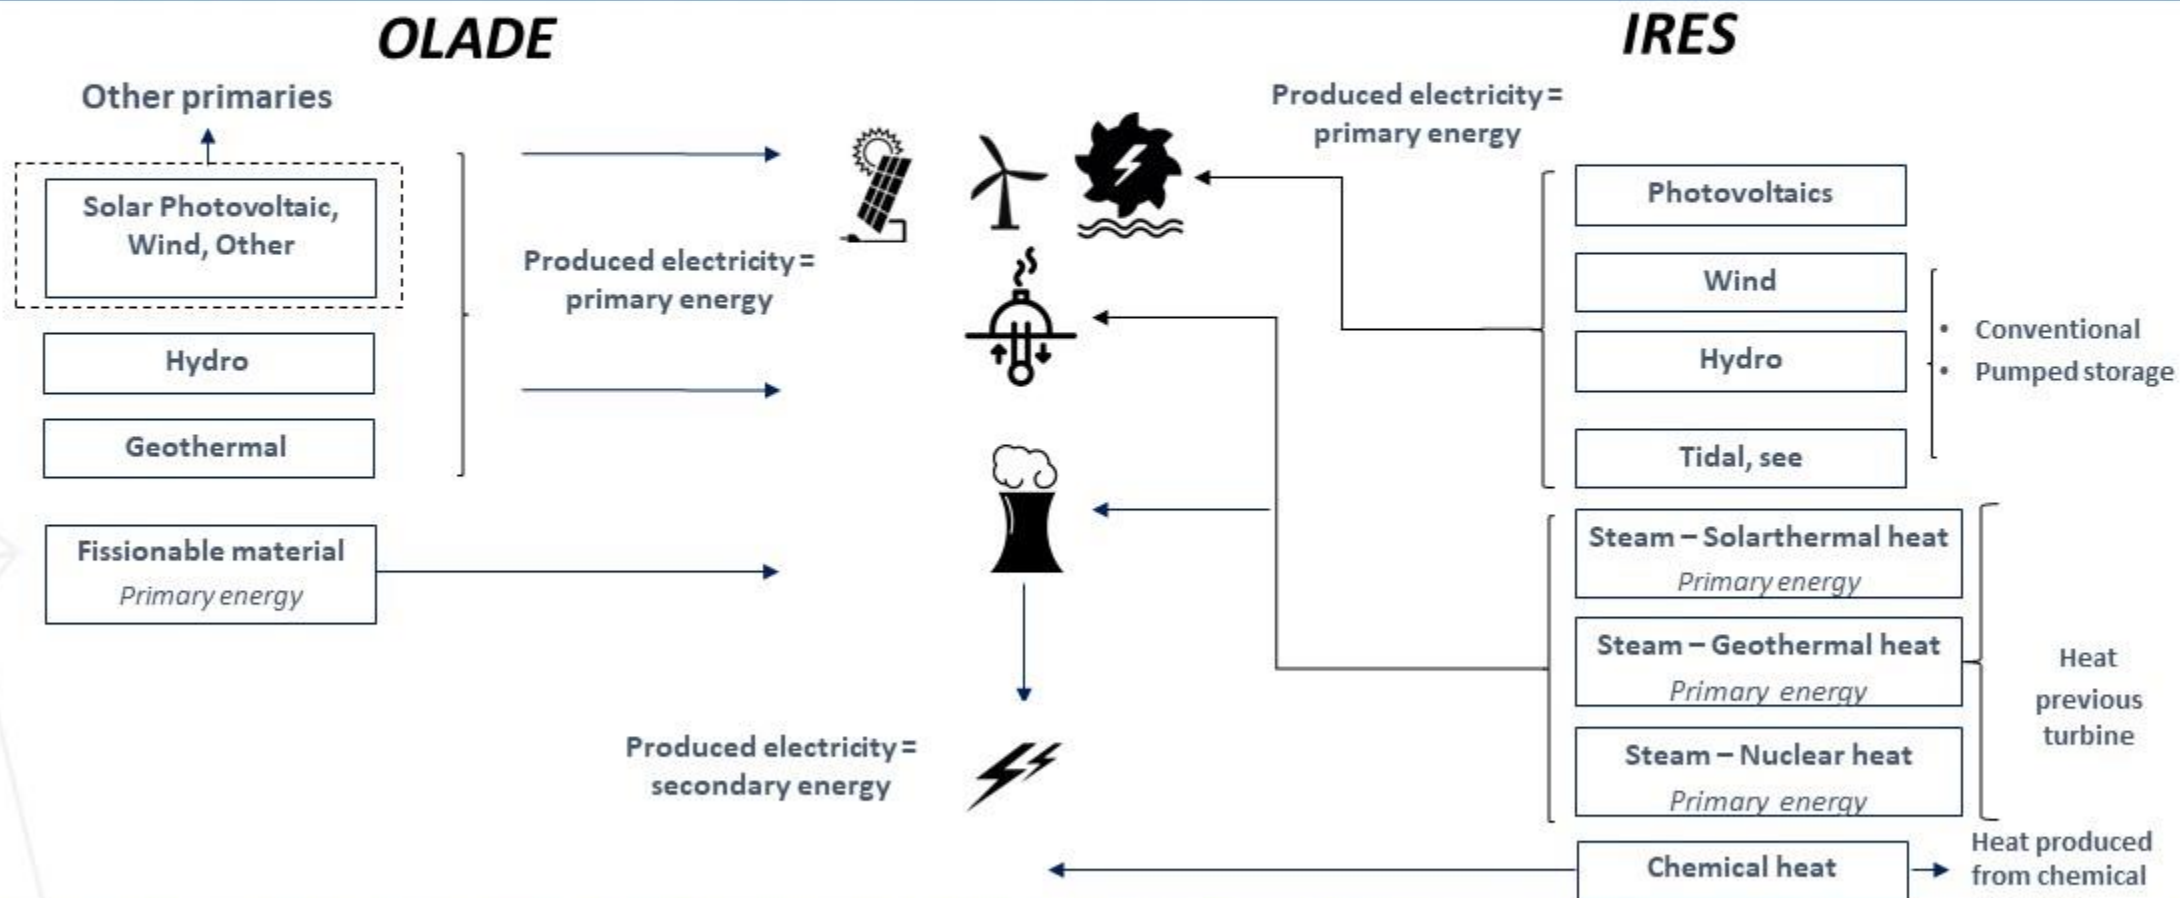 OLADE
Other primaries
Solar Photovoltaic,
Wind, Other
Hydro
Geothermal
Fissionable material
Primary energy
Produced electricity =
primary energy
Produced electricity =
secondary energy
IRES
Produced electricity =
primary energy
Photovoltaics
Wind
Hydro
Tidal, see
• Conventional
• Pumped storage
Steam – Solarthermal heat
Primary energy
Steam – Geothermal heat
Primary energy
Steam – Nuclear heat
Primary energy
Heat
previous
turbine
Chemical heat
Heat produced
from chemical